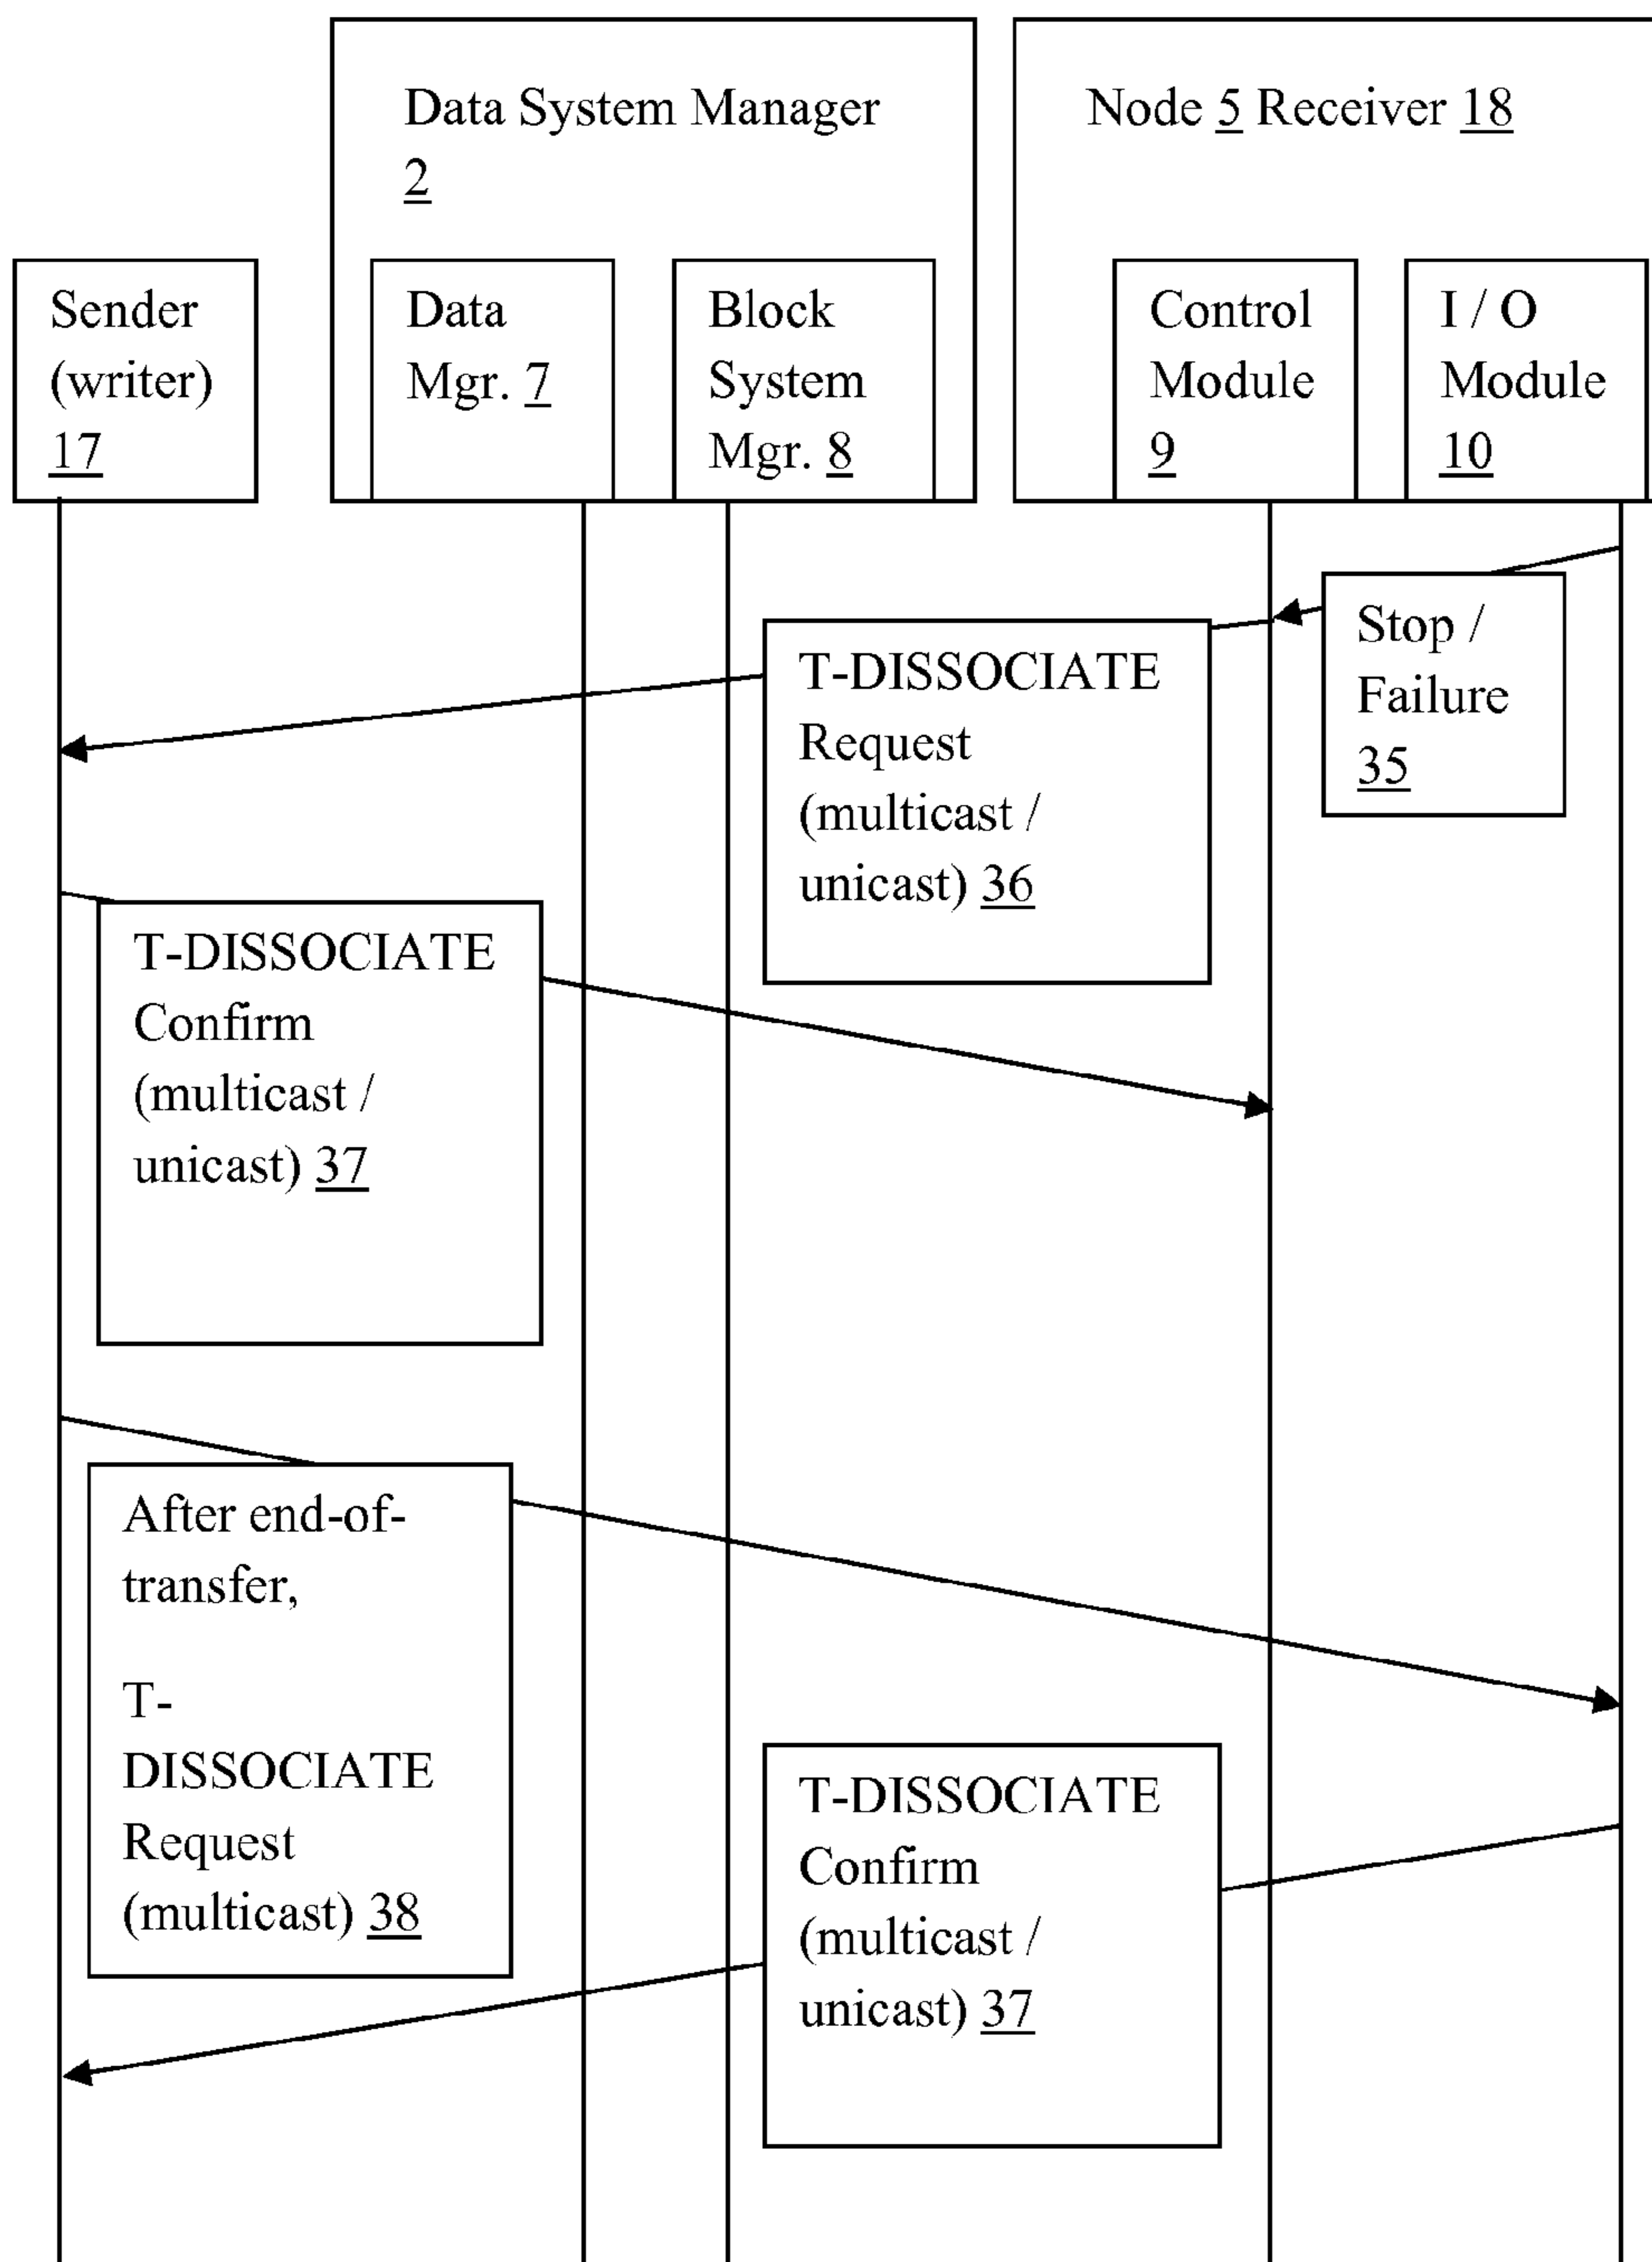 Data System Manager
2
Node 5 Receiver 18
Sender
(writer)
17
Data
Mgr. 7
Block
System
Mgr. 8
Control
Module
9
I / O
Module
10
Stop /
Failure
35
T-DISSOCIATE
Request
(multicast /
unicast) 36
T-DISSOCIATE
Confirm
(multicast /
unicast) 37
After end-of-
transfer,
T-
DISSOCIATE
Request
(multicast) 38
T-DISSOCIATE
Confirm
(multicast /
unicast) 37